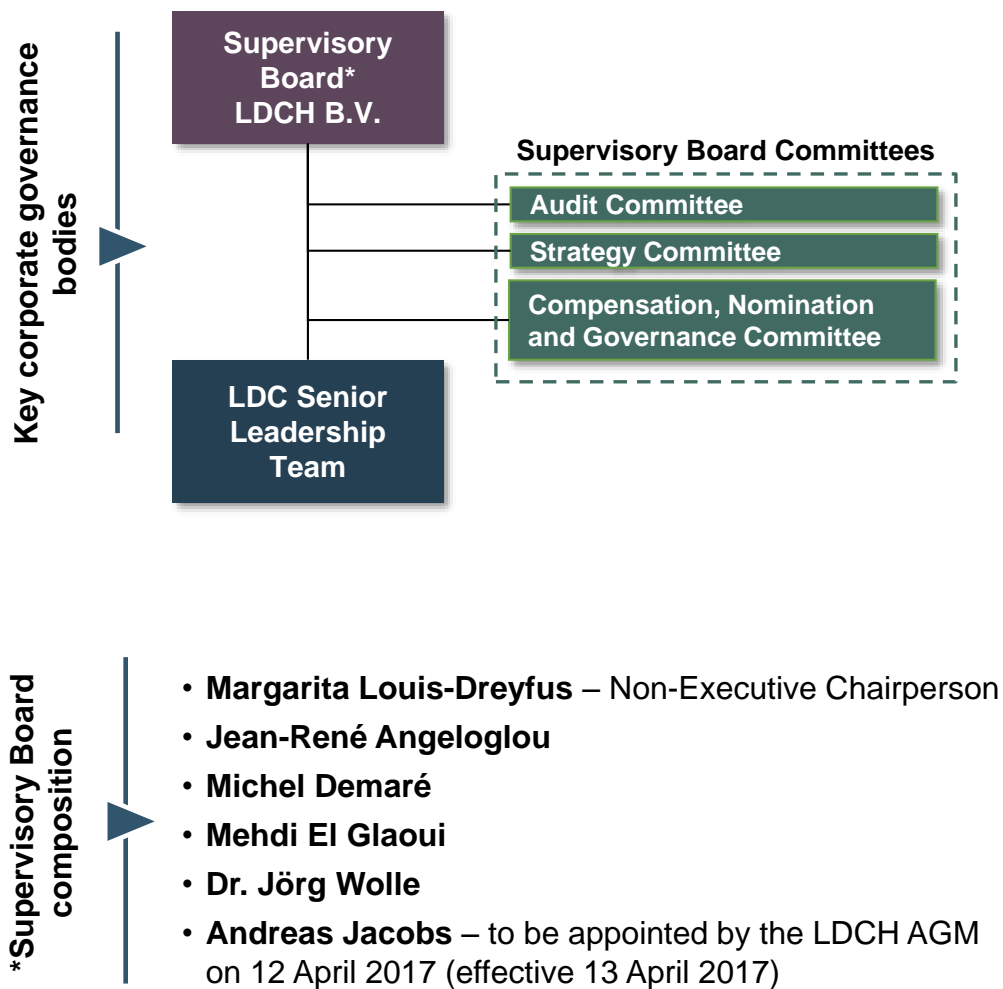 Key corporate governance
bodies
Supervisory
Board*
LDCH B.V.
Supervisory Board Committees
Audit Committee
Strategy Committee
Compensation, Nomination
and Governance Committee
LDC Senior
Leadership
Team
*Supervisory Board
composition
• Margarita Louis-Dreyfus – Non-Executive Chairperson
• Jean-René Angeloglou
• Michel Demaré
• Mehdi El Glaoui
• Dr. Jörg Wolle
• Andreas Jacobs – to be appointed by the LDCH AGM
on 12 April 2017 (effective 13 April 2017)